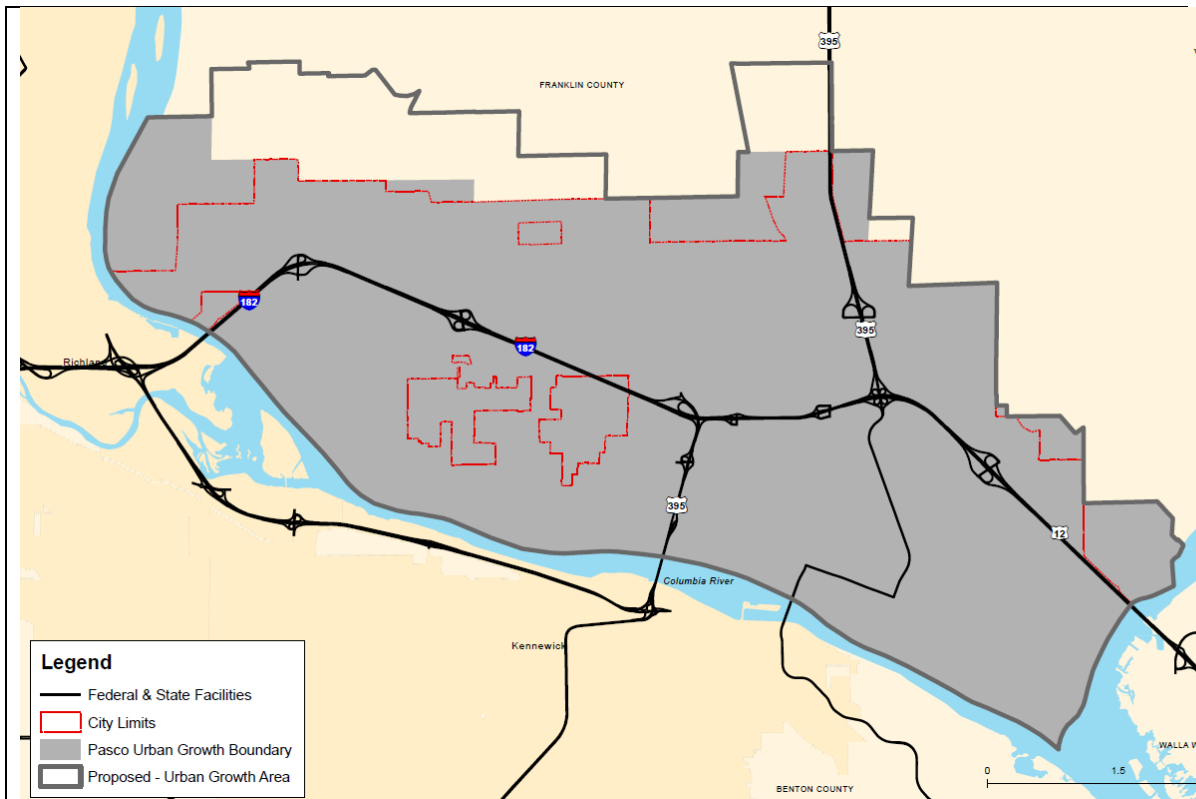 395
FRANKLIN COUNTY
182
395
Richlan
182
395
12
Columbia River
Kennewick
Legend
Federal & State Facilities
City Limits
Pasco Urban Growth Boundary
Proposed - Urban Growth Area
WALLA W
0 1.5
BENTON COUNTY